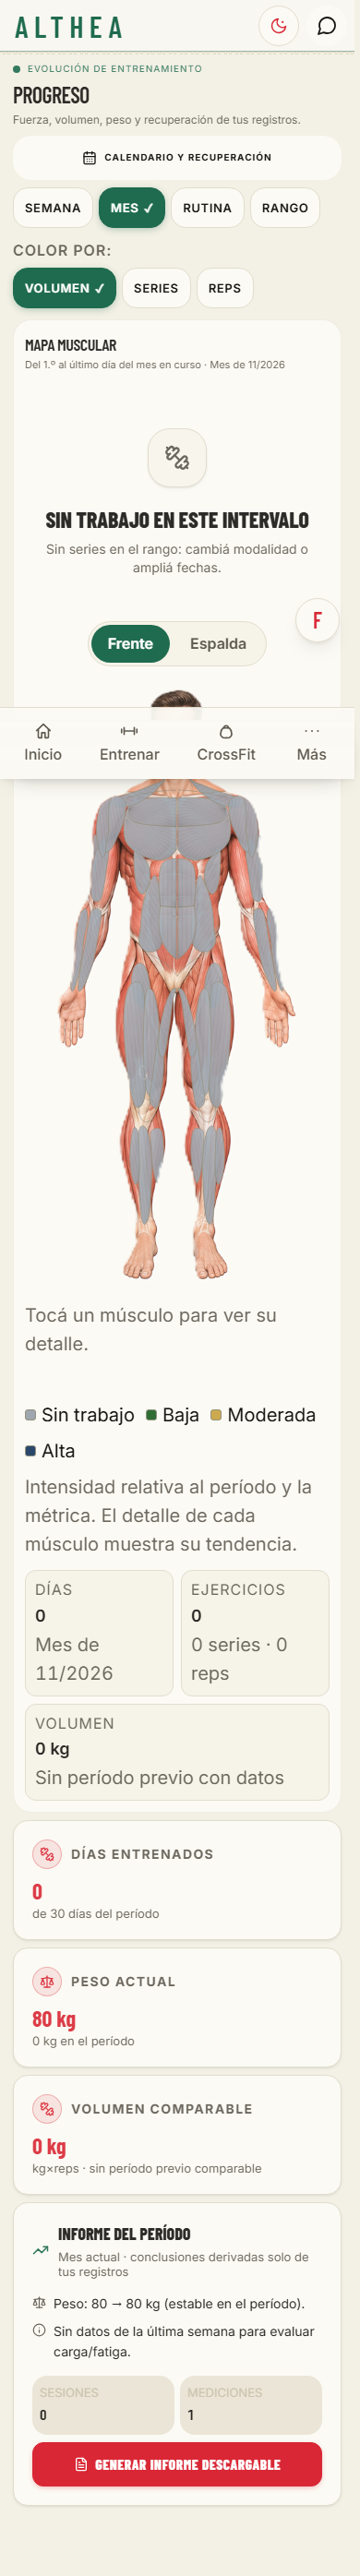 ALTHEA
EVOLUCIÓN DE ENTRENAMIENTO
PROGRESO
Fuerza, volumen, peso y recuperación de tus registros.
CALENDARIO Y RECUPERACIÓN
SEMANA MES ✓ RUTINA RANGO
COLOR POR:
VOLUMEN ✓ SERIES REPS
MAPA MUSCULAR
Del 1.º al último día del mes en curso · Mes de 11/2026
SIN TRABAJO EN ESTE INTERVALO
Sin series en el rango: cambiá modalidad o
ampliá fechas.
F
Frente Espalda
Inicio Entrenar CrossFit Más
Tocá un músculo para ver su
detalle.
Sin trabajo Baja Moderada
Alta
Intensidad relativa al período y la
métrica. El detalle de cada
músculo muestra su tendencia.
DÍAS
0
Mes de
11/2026
EJERCICIOS
0
0 series · 0
reps
VOLUMEN
0 kg
Sin período previo con datos
DÍAS ENTRENADOS
0
de 30 días del período
PESO ACTUAL
80 kg
0 kg en el período
VOLUMEN COMPARABLE
0 kg
kg×reps · sin período previo comparable
INFORME DEL PERÍODO
Mes actual · conclusiones derivadas solo de
tus registros
Peso: 80 → 80 kg (estable en el período).
Sin datos de la última semana para evaluar
carga/fatiga.
SESIONES
0
MEDICIONES
1
GENERAR INFORME DESCARGABLE